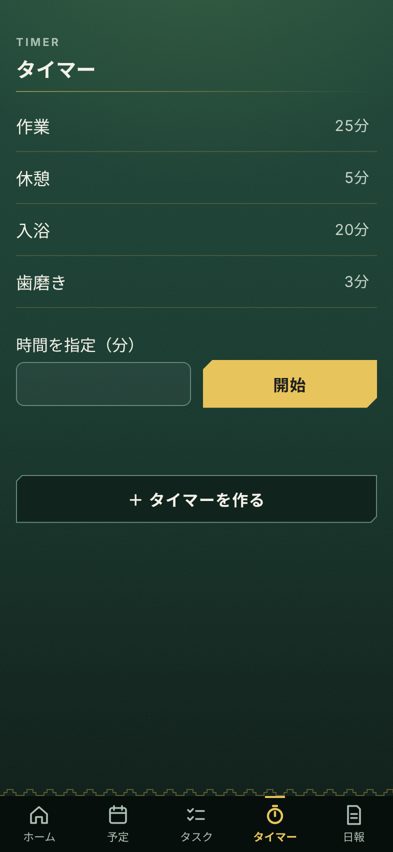 TIMER
タイマー
作業 25分
休憩 5分
入浴 20分
歯磨き 3分
時間を指定（分）
開始
＋ タイマーを作る
ホーム 予定 タスク タイマー 日報